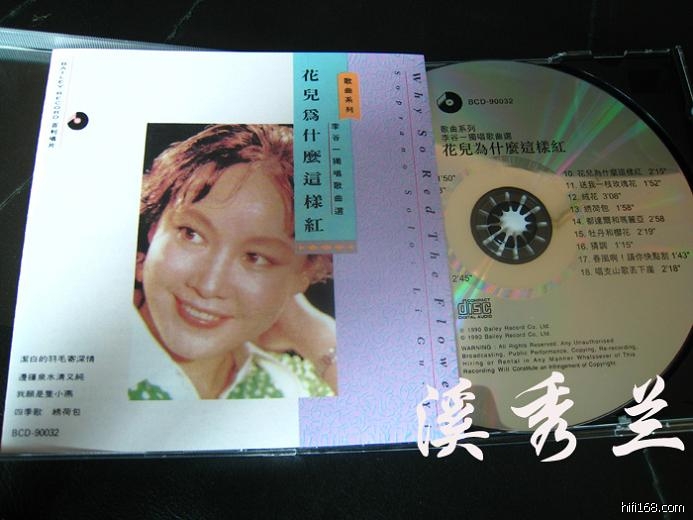 BAILEY RECORD 百利唱片
歌曲系列
花兒爲什麼這樣紅
李谷一獨唱歌曲選
Why So Red The Flower
Soprano Solo: Li Gu
潔白的羽毛寄深情
邊疆泉水清又純
我願是隻小燕
四季歌 綉荷包
BCD-90032
BCD-90032
歌曲系列
李谷一獨唱歌曲選
花兒為什麼這樣紅
1'50"
2'45"
10. 花兒為什麼這樣紅 2'15"
11. 送我一枝玫瑰花 1'52"
12. 絨花 3'08"
13. 綉荷包 1'58"
14. 都達爾和瑪麗亞 2'58
15. 牡丹和櫻花 2'19"
16. 猜調 1'15"
17. 春風啊!請你快點說 1'43"
18. 唱支山歌丟下崖 2'18"
COMPACT
disc
DIGITAL AUDIO
℗ 1990 Bailey Record Co. Ltd.
© 1990 Bailey Record Co. Ltd.
WARNING : All Rights Reserved. Any Unauthorised
Broadcasting, Public Performance, Copying, Re-recording,
Hiring or Rental in Any Manner Whatsoever of This
Recording Will Constitute an Infringement of Copyright.
溪秀兰
hifi168.com